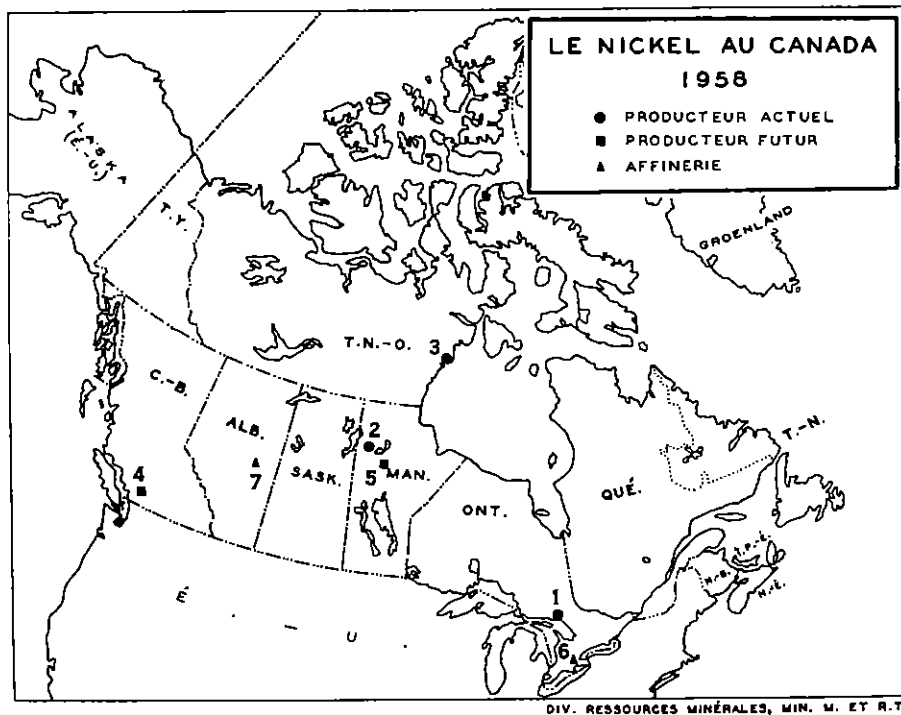 LE NICKEL AU CANADA
1958
● PRODUCTEUR ACTUEL
■ PRODUCTEUR FUTUR
▲ AFFINERIE
ALASKA
(É.-U.)
T.Y.
GROENLAND
T.N.-O.
3
C.-B.
ALB.
7
SASK.
2
5
MAN.
4
ONT.
QUÉ.
T.-N.
Î.P.-É.
N.-B.
N.-É.
1
6
É.-U.
DIV. RESSOURCES MINÉRALES, MIN. M. ET R.T.